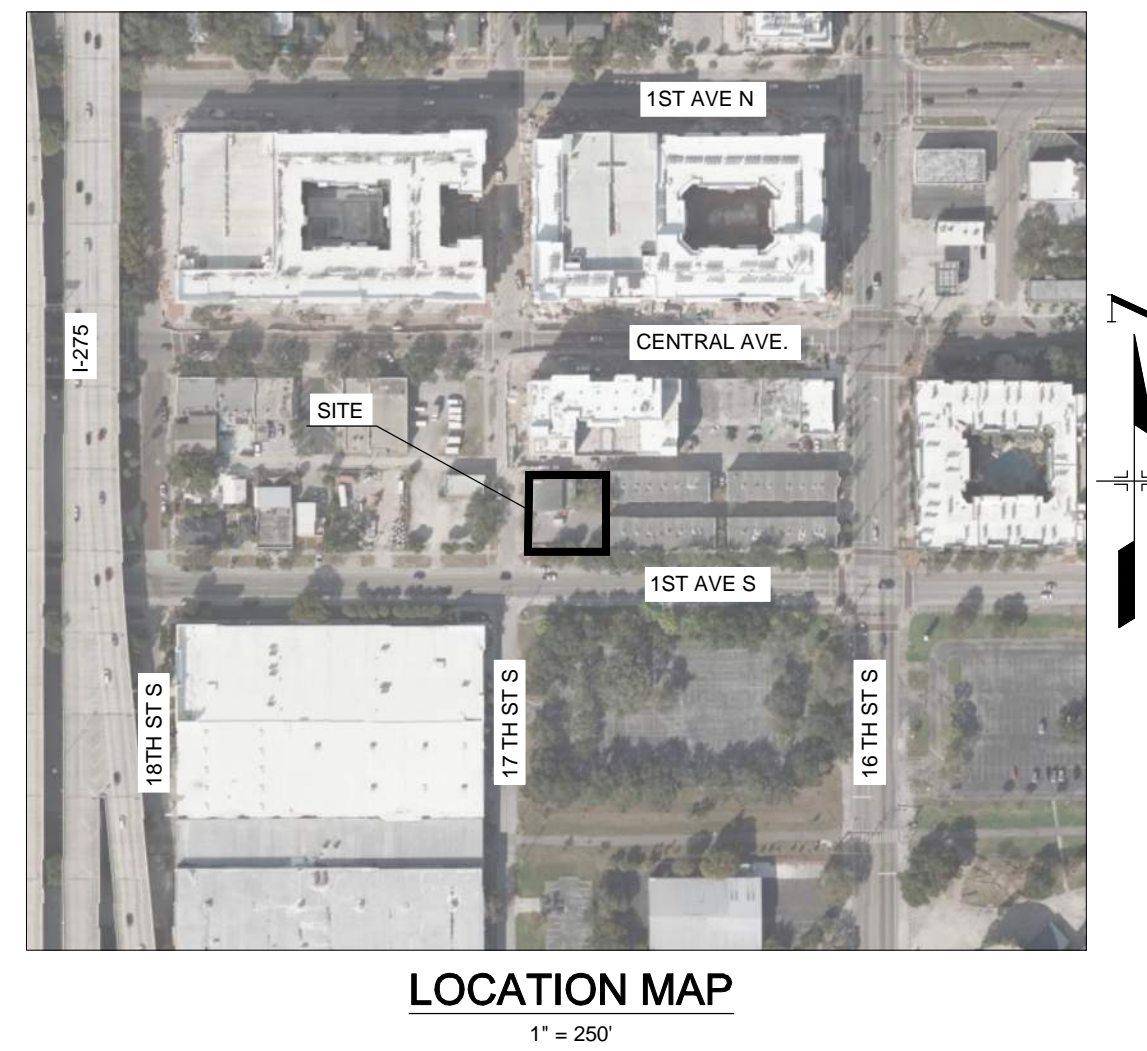 1ST AVE N
I-275
CENTRAL AVE.
SITE
1ST AVE S
18TH ST S
17 TH ST S
16 TH ST S
LOCATION MAP
1" = 250'